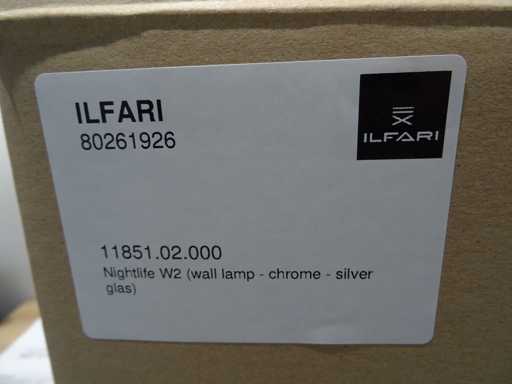 ILFARI
80261926
ILFARI
11851.02.000
Nightlife W2 (wall lamp - chrome - silver
glas)